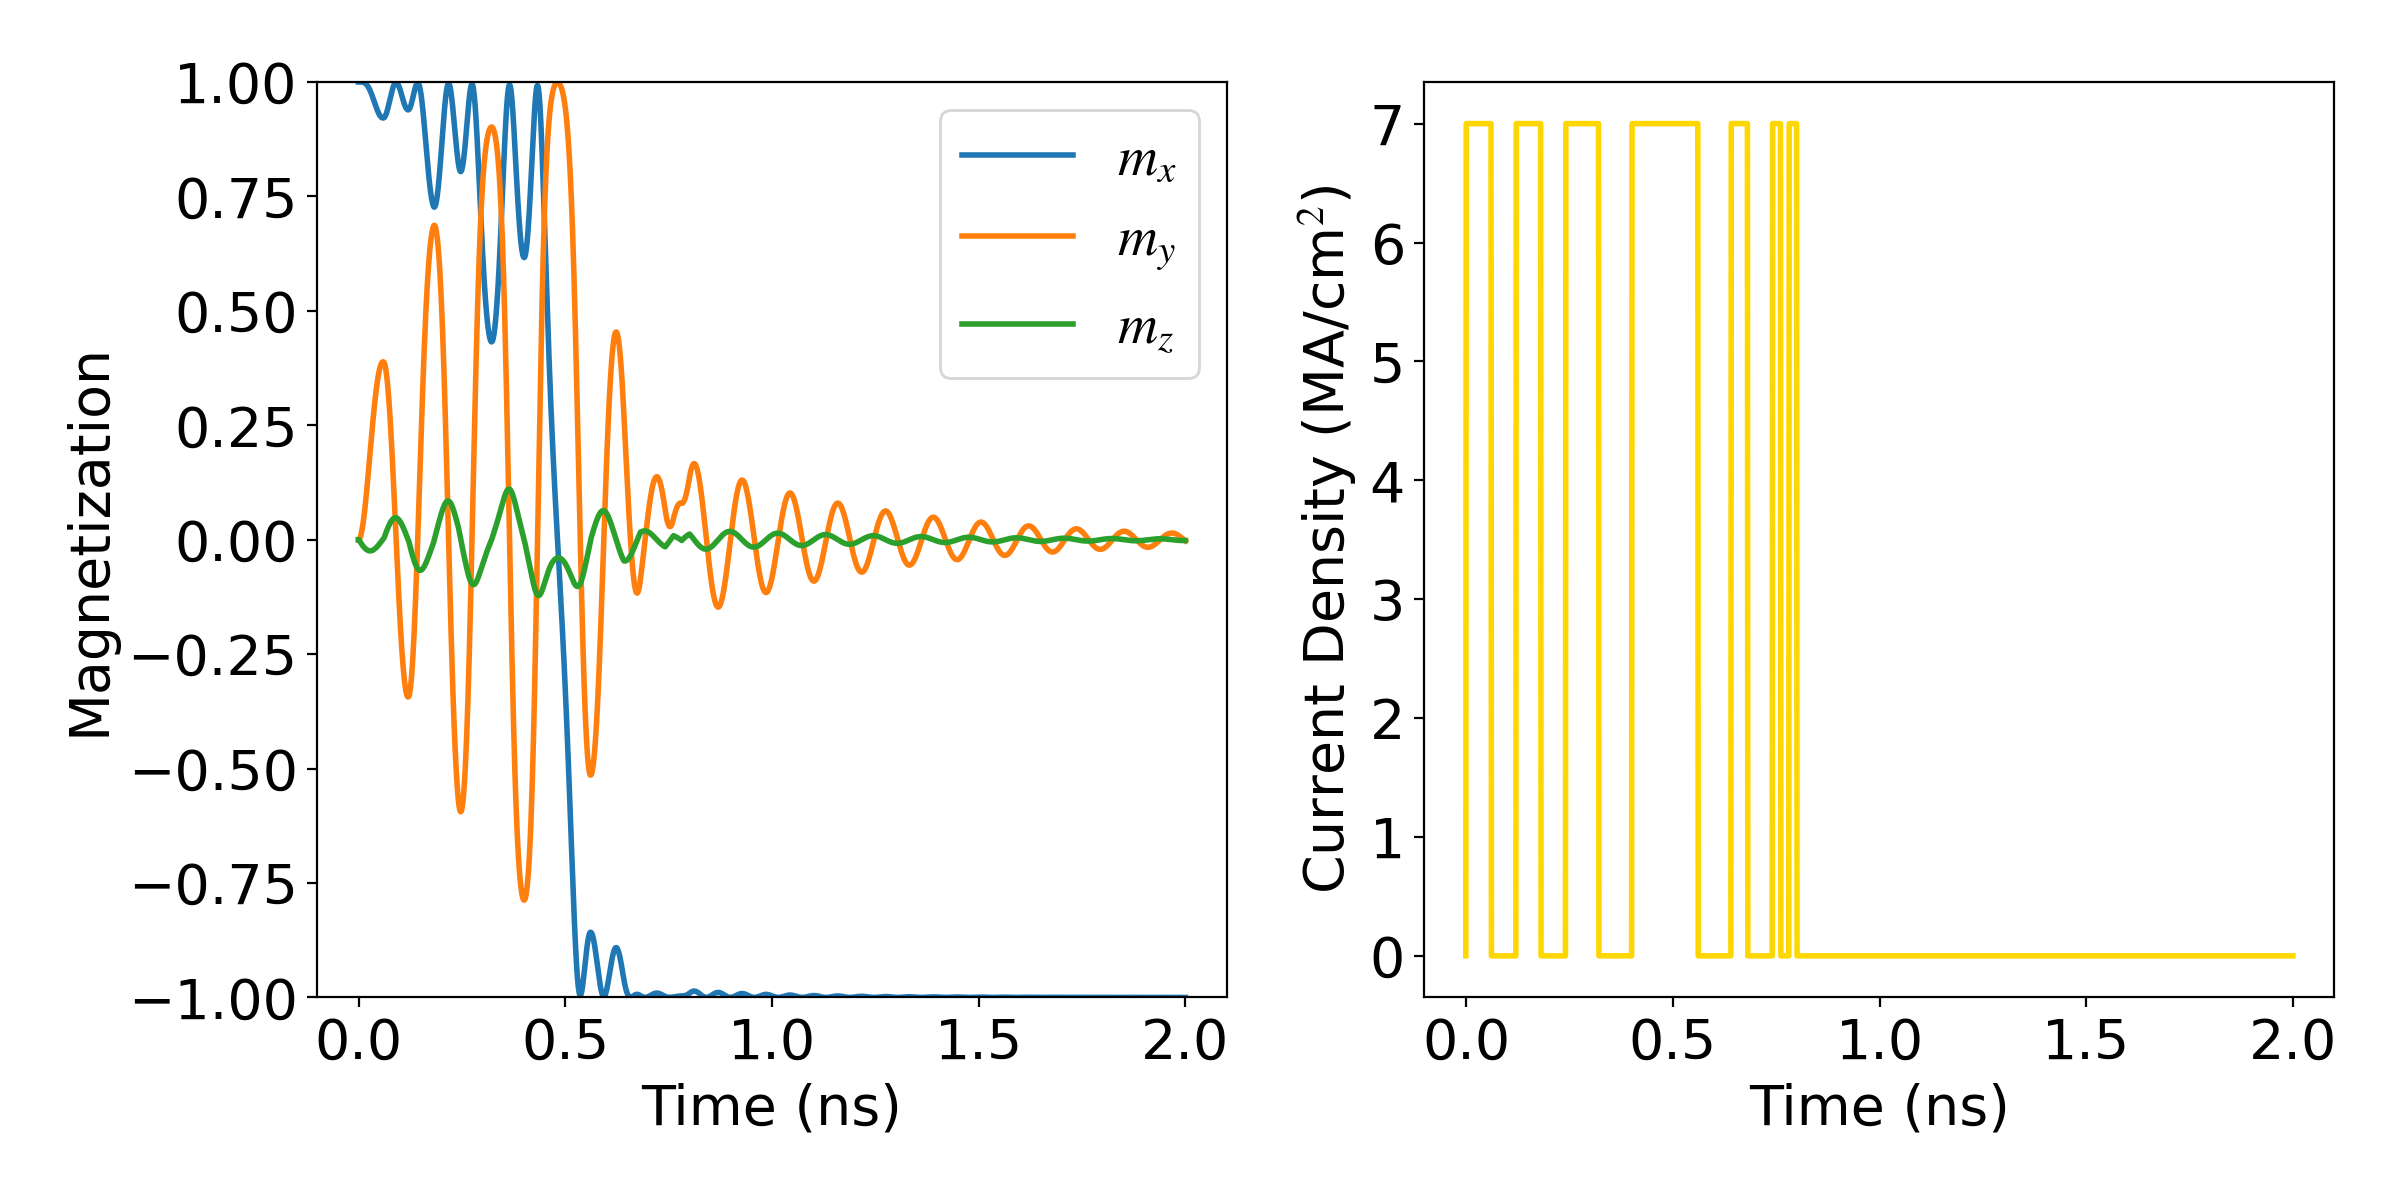 1.00
0.75
0.50
0.25
0.00
−0.25
−0.50
−0.75
−1.00
Magnetization
0.0 0.5 1.0 1.5 2.0
Time (ns)
m_x
m_y
m_z
7
6
5
4
3
2
1
0
Current Density (MA/cm²)
0.0 0.5 1.0 1.5 2.0
Time (ns)